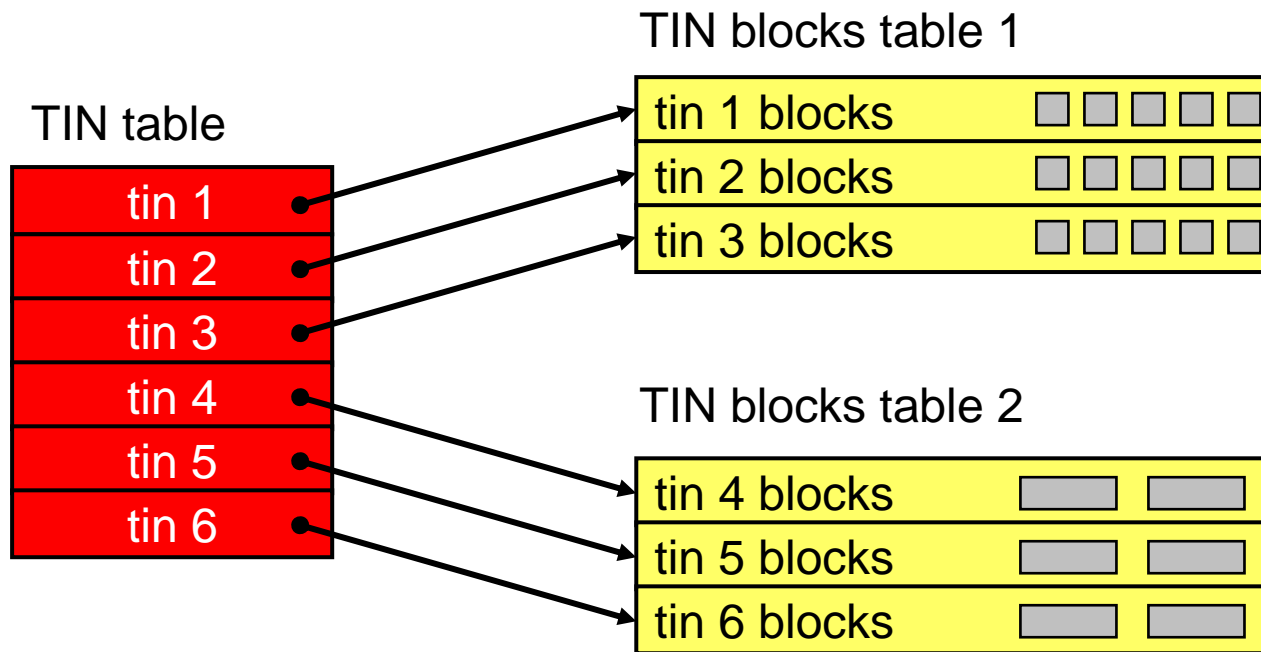 TIN table
tin 1
tin 2
tin 3
tin 4
tin 5
tin 6
TIN blocks table 1
tin 1 blocks
tin 2 blocks
tin 3 blocks
TIN blocks table 2
tin 4 blocks
tin 5 blocks
tin 6 blocks